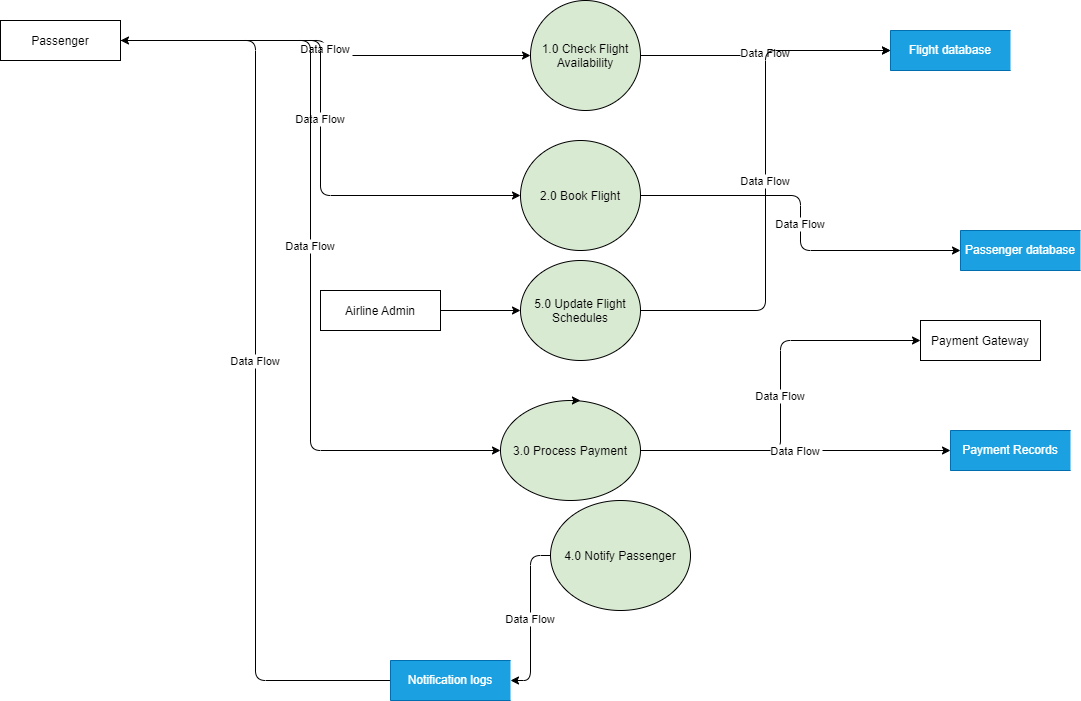 Passenger
Data Flow
1.0 Check Flight
Availability
Data Flow
Flight database
Data Flow
2.0 Book Flight
Data Flow
Data Flow
Passenger database
Data Flow
Airline Admin
5.0 Update Flight
Schedules
Payment Gateway
Data Flow
Data Flow
3.0 Process Payment
Data Flow
Payment Records
4.0 Notify Passenger
Data Flow
Notification logs